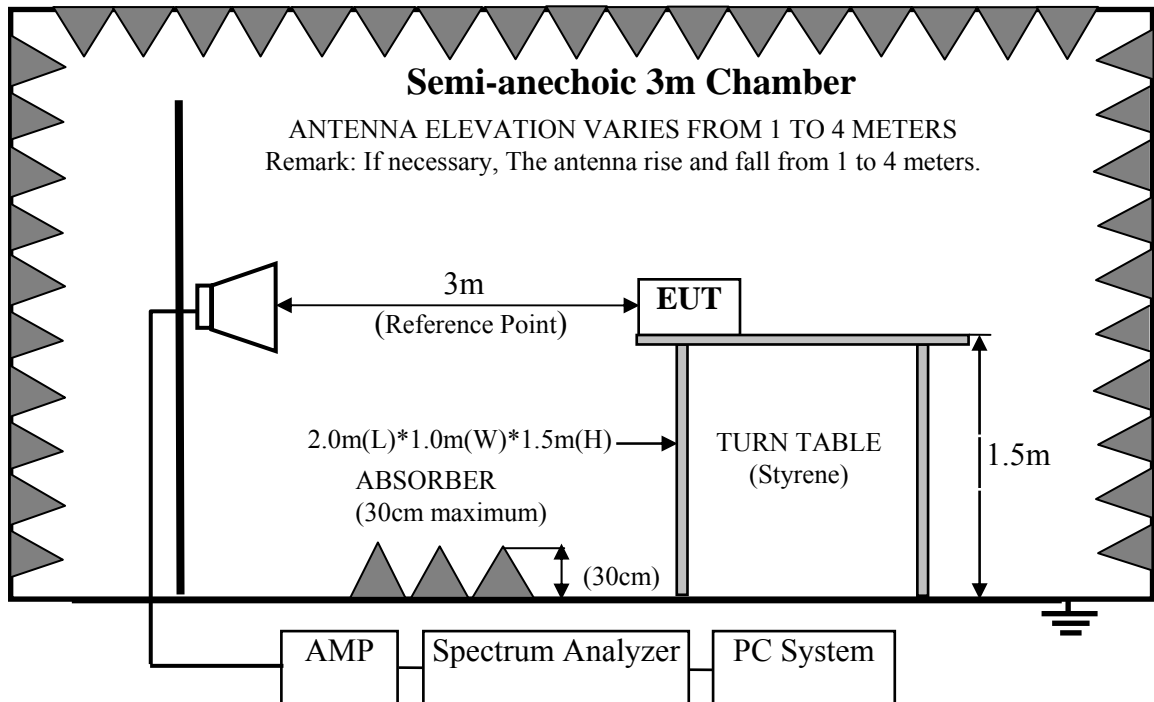 Semi-anechoic 3m Chamber
ANTENNA ELEVATION VARIES FROM 1 TO 4 METERS
Remark: If necessary, The antenna rise and fall from 1 to 4 meters.
3m
(Reference Point)
EUT
2.0m(L)*1.0m(W)*1.5m(H)
TURN TABLE
(Styrene)
1.5m
ABSORBER
(30cm maximum)
(30cm)
AMP
Spectrum Analyzer
PC System